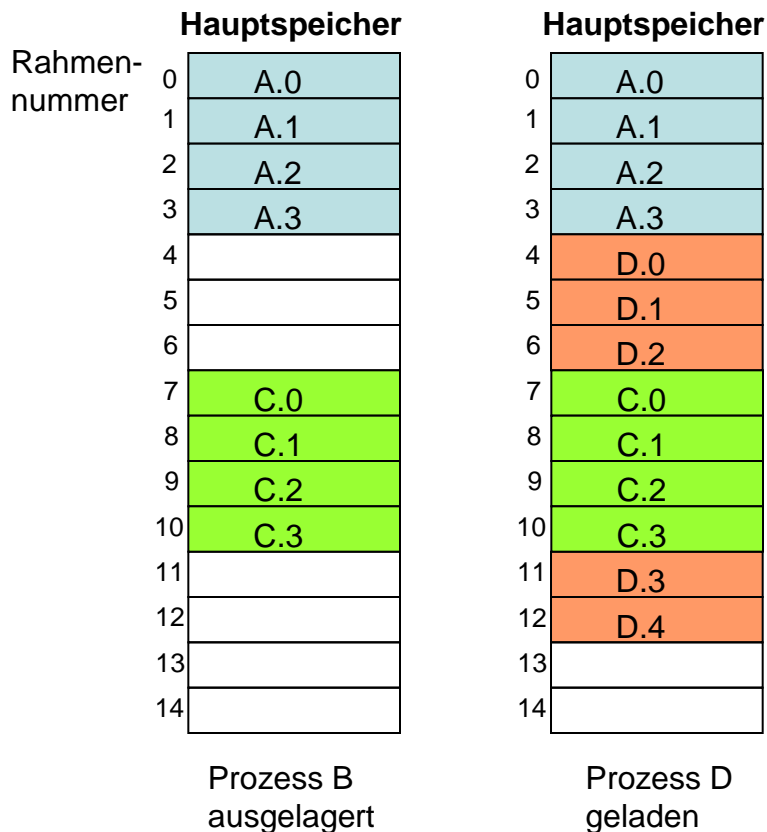 Hauptspeicher Hauptspeicher
Rahmen-
nummer
0 A.0 0 A.0
1 A.1 1 A.1
2 A.2 2 A.2
3 A.3 3 A.3
4 4 D.0
5 5 D.1
6 6 D.2
7 C.0 7 C.0
8 C.1 8 C.1
9 C.2 9 C.2
10 C.3 10 C.3
11 11 D.3
12 12 D.4
13 13
14 14
Prozess B Prozess D
ausgelagert geladen